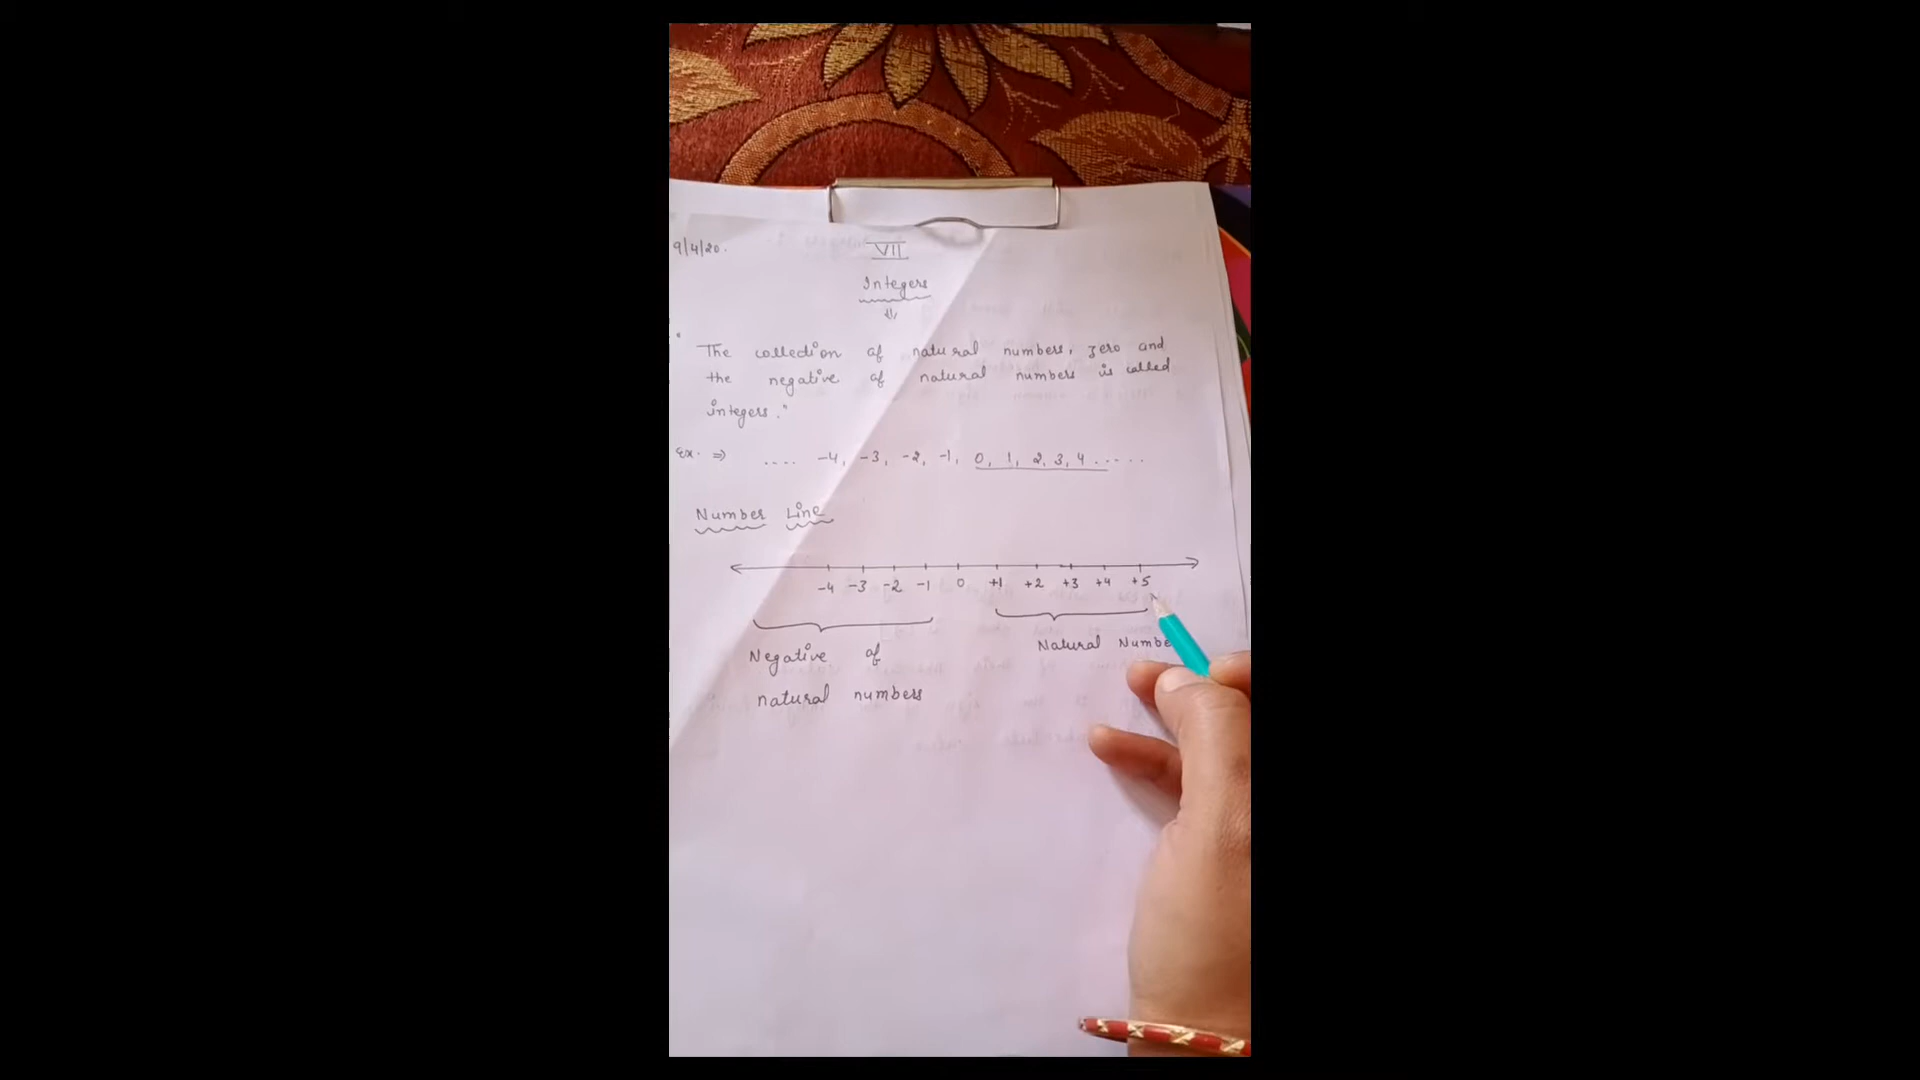 9/4/20.
VII
Integers
⇓
" The collection of natural numbers, zero and
the negative of natural numbers is called
integers."
Ex. ⇒ .... -4, -3, -2, -1, 0, 1, 2, 3, 4 ......
Number Line
-4 -3 -2 -1 0 +1 +2 +3 +4 +5
Negative of
natural numbers
Natural Numbe